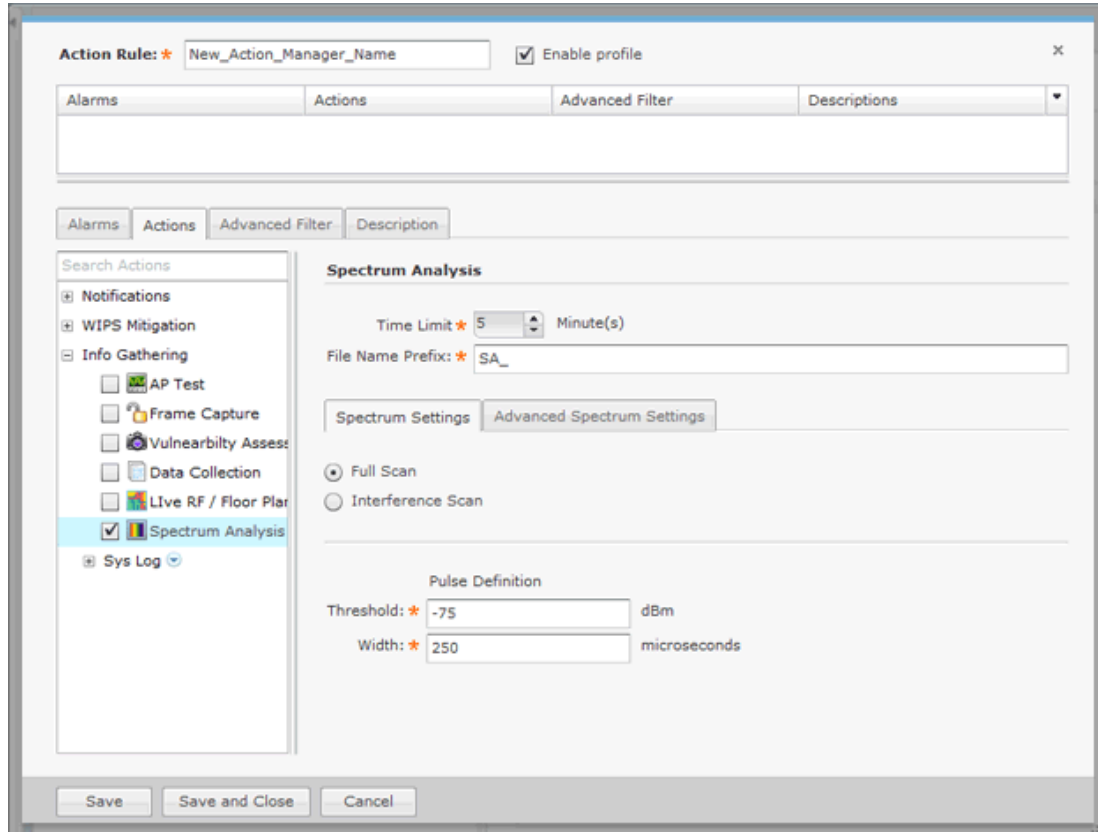 Action Rule: * New_Action_Manager_Name Enable profile
Alarms Actions Advanced Filter Descriptions
Alarms Actions Advanced Filter Description
Search Actions
Notifications
WIPS Mitigation
Info Gathering
AP Test
Frame Capture
Vulnearbilty Assess
Data Collection
LIve RF / Floor Plan
Spectrum Analysis
Sys Log
Spectrum Analysis
Time Limit * 5 Minute(s)
File Name Prefix: * SA_
Spectrum Settings Advanced Spectrum Settings
Full Scan
Interference Scan
Pulse Definition
Threshold: * -75 dBm
Width: * 250 microseconds
Save Save and Close Cancel